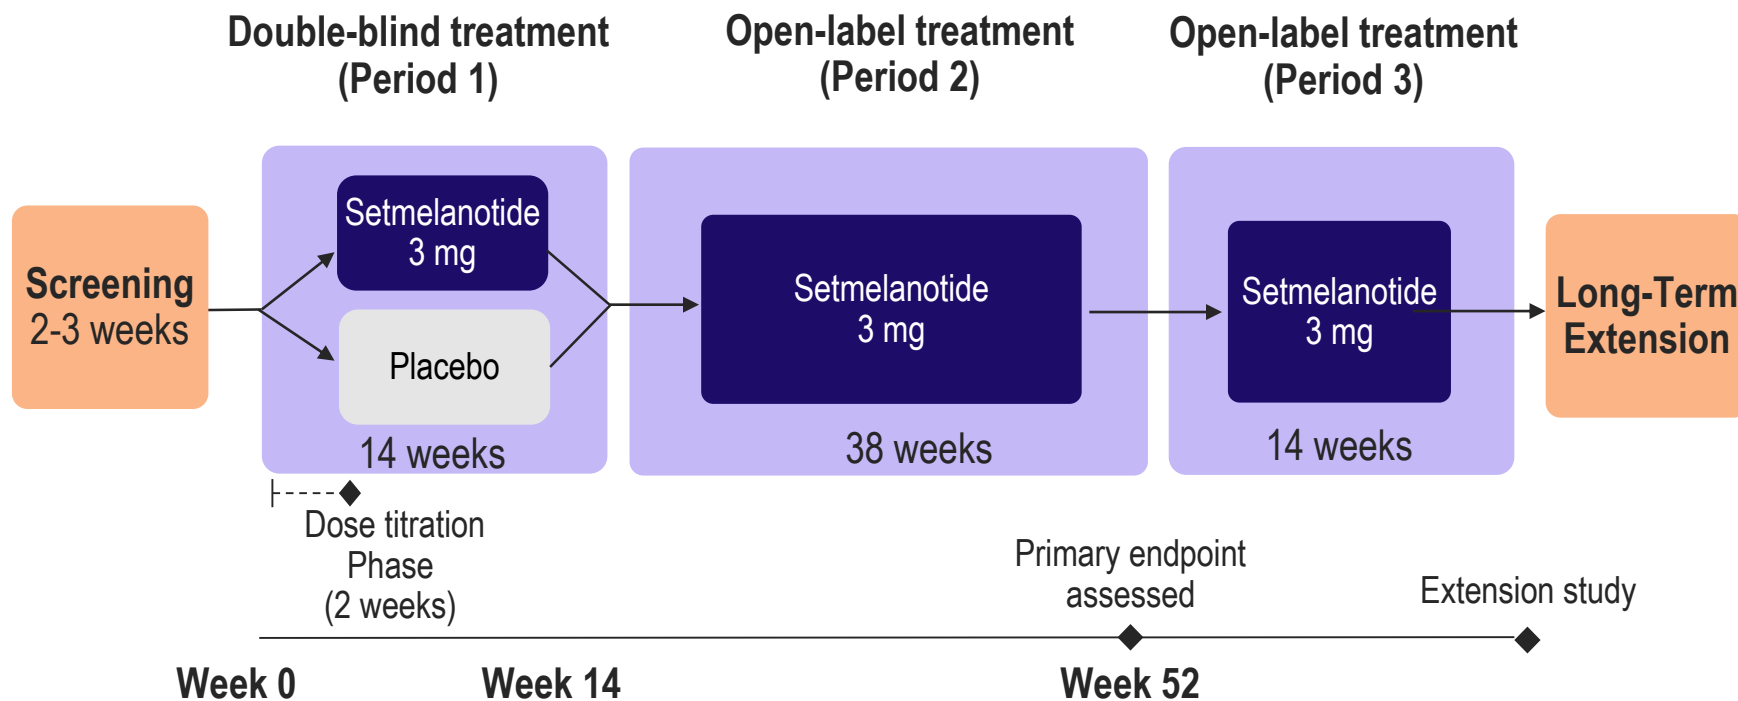 Double-blind treatment
(Period 1)
Open-label treatment
(Period 2)
Open-label treatment
(Period 3)
Screening
2-3 weeks
Setmelanotide
3 mg
Placebo
14 weeks
Setmelanotide
3 mg
38 weeks
Setmelanotide
3 mg
14 weeks
Long-Term
Extension
Dose titration
Phase
(2 weeks)
Primary endpoint
assessed
Extension study
Week 0
Week 14
Week 52